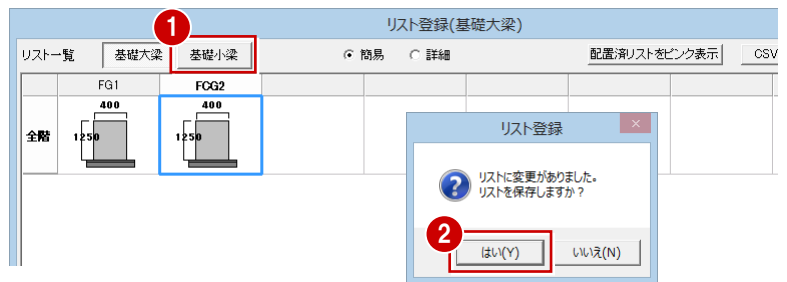 リスト登録(基礎大梁)
1
リスト一覧 基礎大梁 基礎小梁 簡易 詳細 配置済リストをピンク表示 CSV
FG1 FCG2
全階 400 1250 400 1250
リスト登録
×
リストに変更がありました。
リストを保存しますか？
2
はい(Y) いいえ(N)